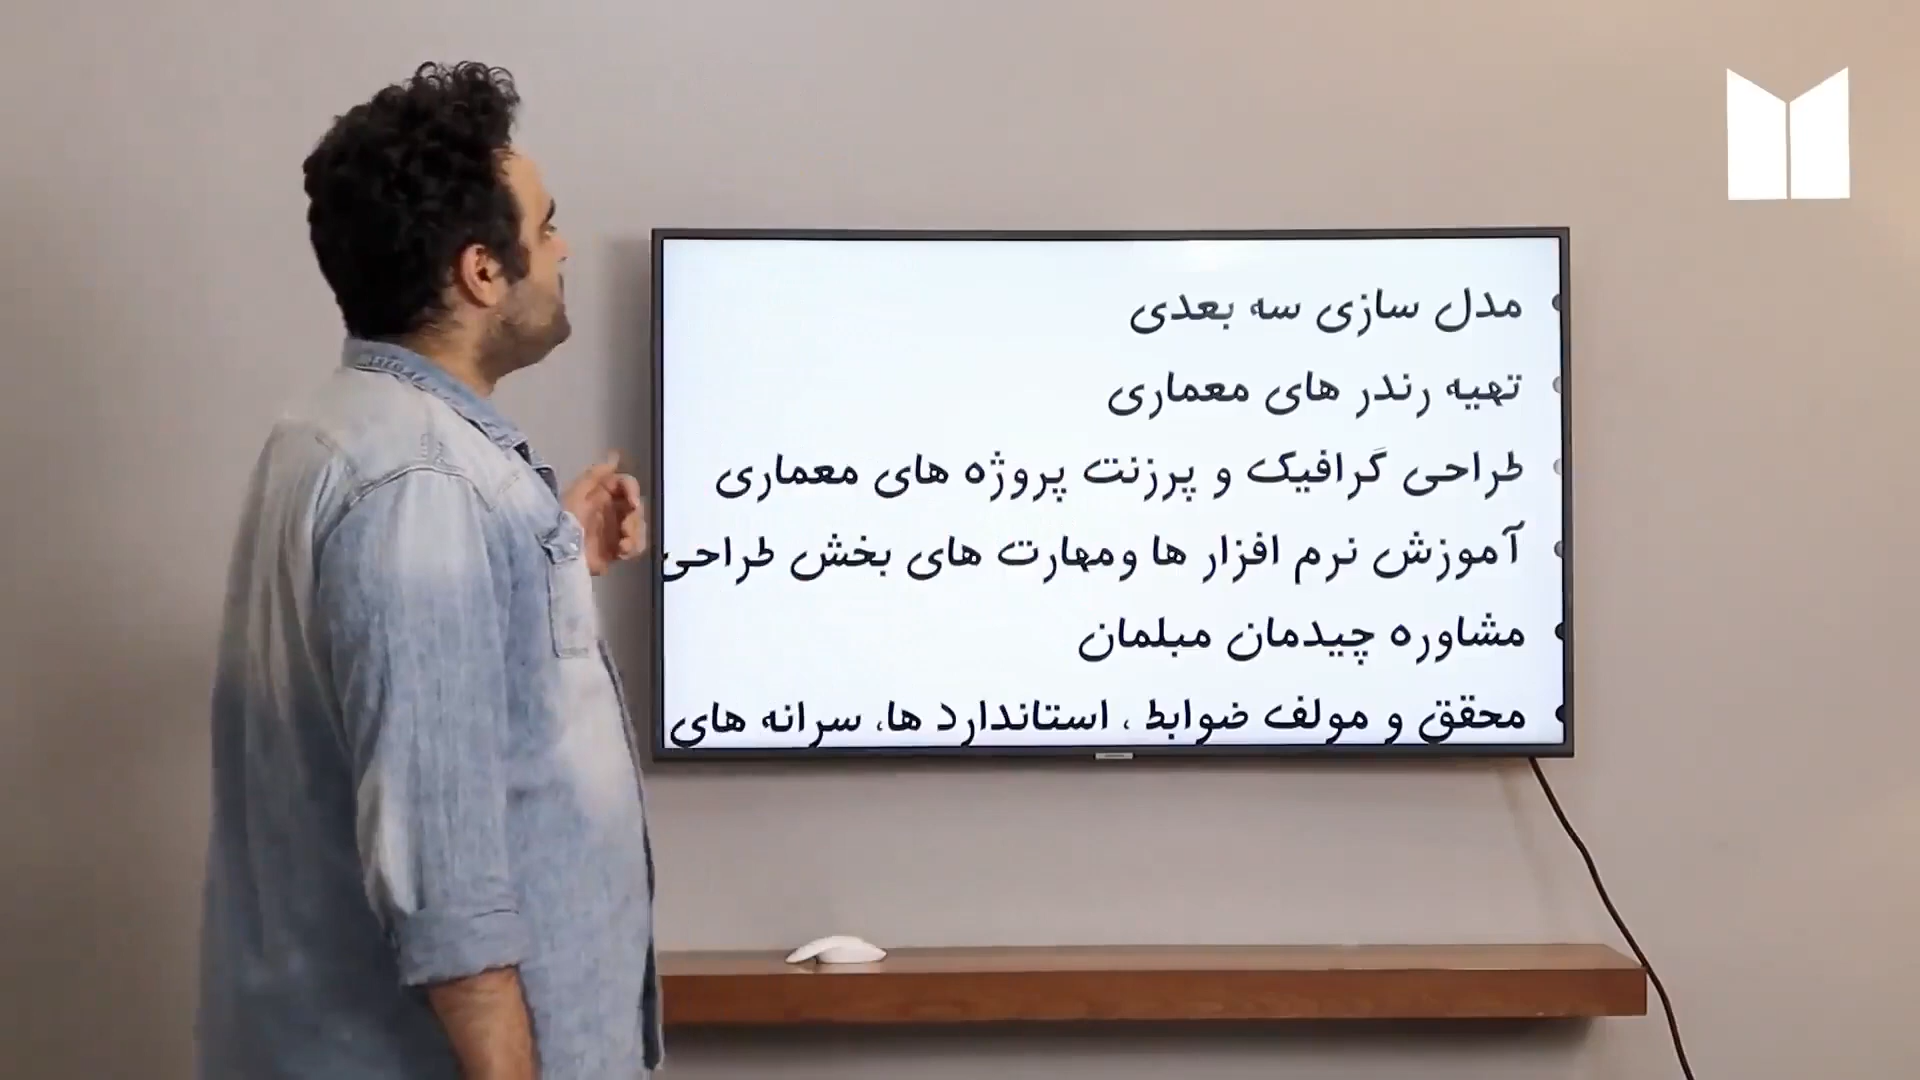 مدل سازی سه بعدی
تهیه رندر های معماری
طراحی گرافیک و پرزنت پروژه های معماری
آموزش نرم افزار ها ومهارت های بخش طراحی
مشاوره چیدمان مبلمان
محقق و مولف ضوابط ، استاندارد ها، سرانه های